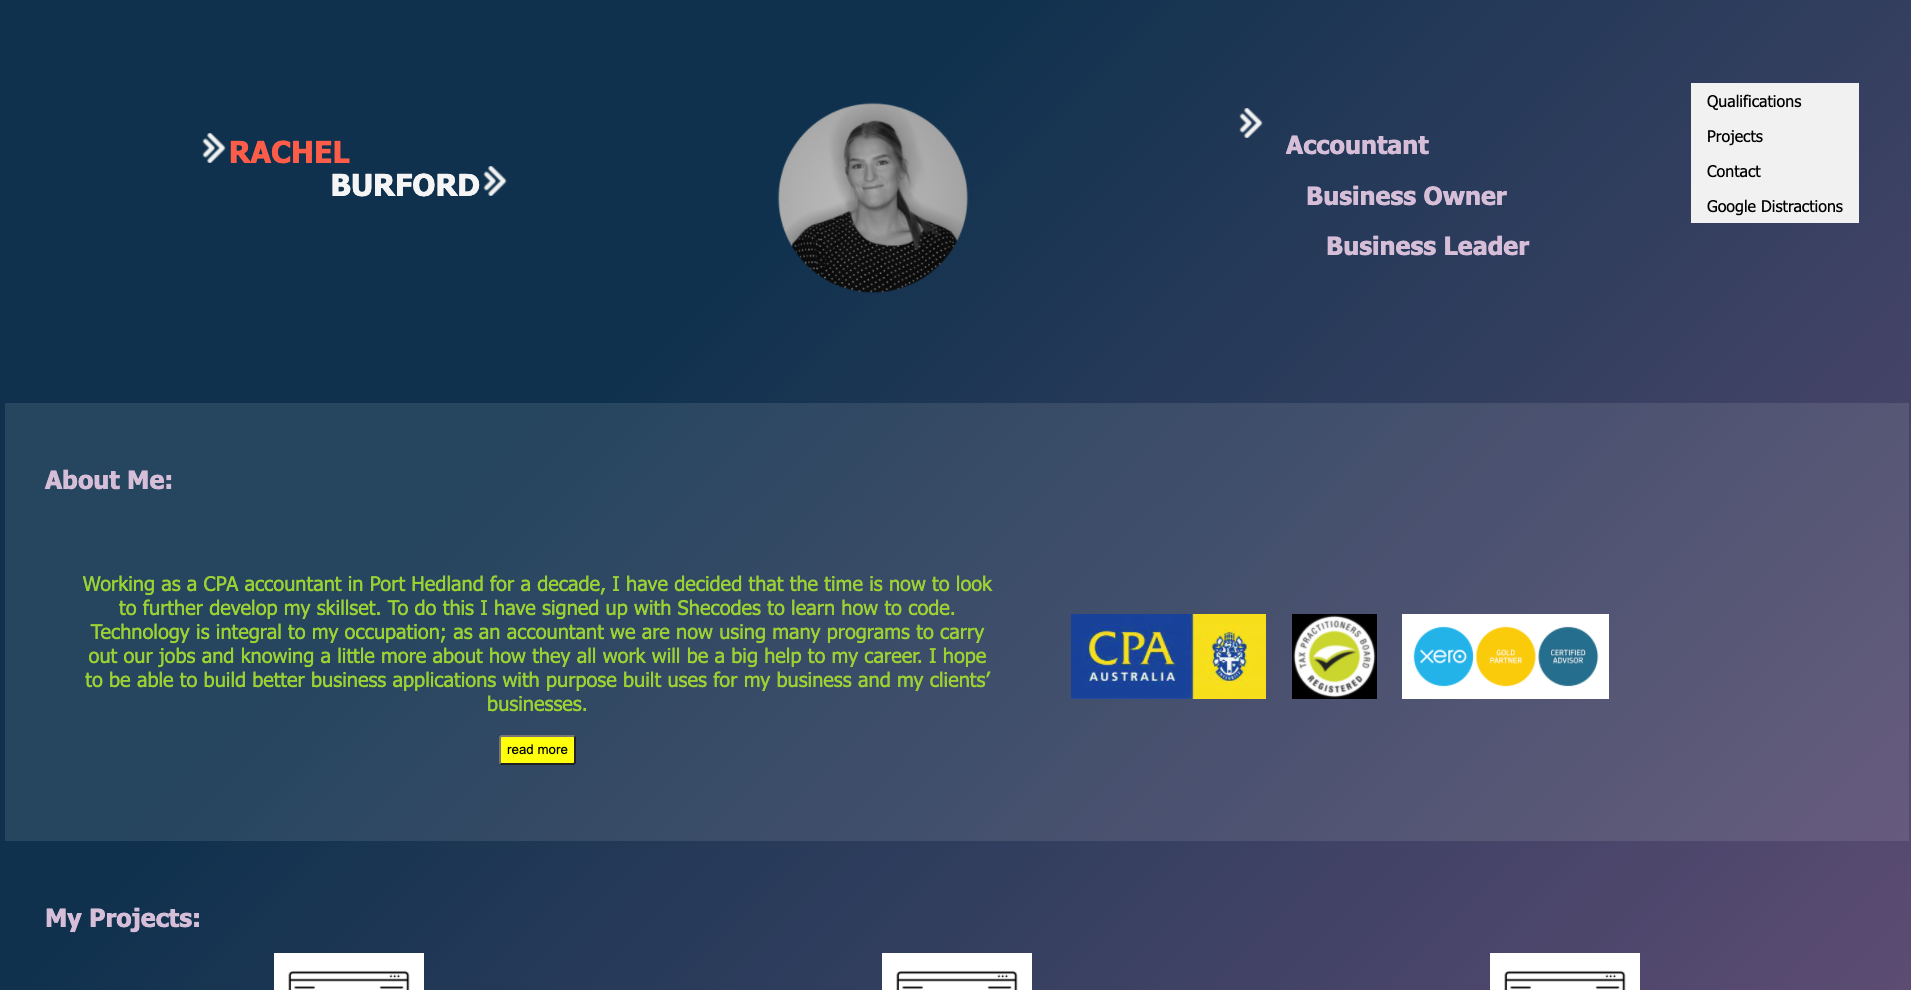 RACHEL
BURFORD
Accountant
Business Owner
Business Leader
Qualifications
Projects
Contact
Google Distractions
About Me:
Working as a CPA accountant in Port Hedland for a decade, I have decided that the time is now to look
to further develop my skillset. To do this I have signed up with Shecodes to learn how to code.
Technology is integral to my occupation; as an accountant we are now using many programs to carry
out our jobs and knowing a little more about how they all work will be a big help to my career. I hope
to be able to build better business applications with purpose built uses for my business and my clients’
businesses.
read more
CPA
AUSTRALIA
TAX PRACTITIONERS BOARD
REGISTERED
xero
GOLD
PARTNER
CERTIFIED
ADVISOR
My Projects: